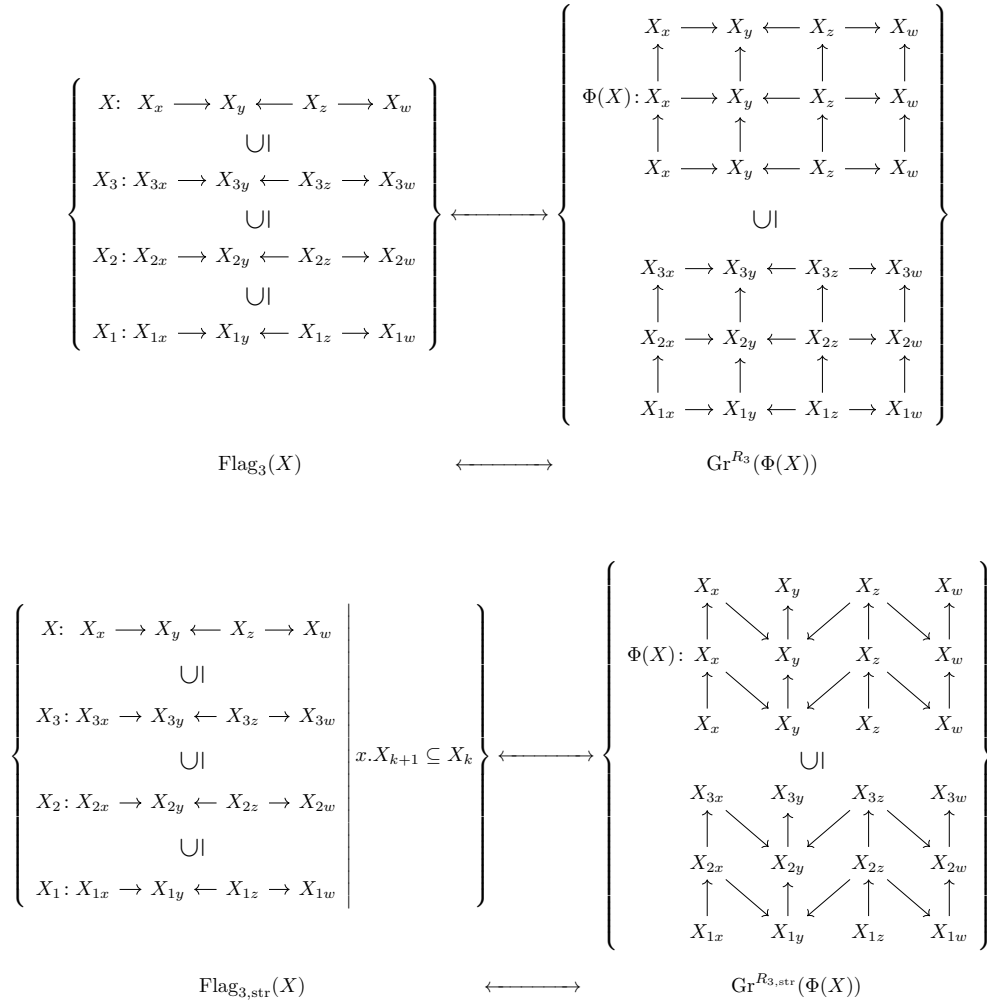 X: X_x → X_y ← X_z → X_w
∪|
X_3 : X_{3x} → X_{3y} ← X_{3z} → X_{3w}
∪|
X_2 : X_{2x} → X_{2y} ← X_{2z} → X_{2w}
∪|
X_1 : X_{1x} → X_{1y} ← X_{1z} → X_{1w}
⟷
X_x → X_y ← X_z → X_w
Φ(X) : X_x → X_y ← X_z → X_w
X_x → X_y ← X_z → X_w
∪|
X_{3x} → X_{3y} ← X_{3z} → X_{3w}
X_{2x} → X_{2y} ← X_{2z} → X_{2w}
X_{1x} → X_{1y} ← X_{1z} → X_{1w}
Flag_3(X) ⟷ Gr^{R_3}(Φ(X))
X: X_x → X_y ← X_z → X_w
∪|
X_3 : X_{3x} → X_{3y} ← X_{3z} → X_{3w}
∪|
X_2 : X_{2x} → X_{2y} ← X_{2z} → X_{2w}
∪|
X_1 : X_{1x} → X_{1y} ← X_{1z} → X_{1w}
x.X_{k+1} ⊆ X_k
⟷
X_x X_y X_z X_w
Φ(X) : X_x X_y X_z X_w
X_x X_y X_z X_w
∪|
X_{3x} X_{3y} X_{3z} X_{3w}
X_{2x} X_{2y} X_{2z} X_{2w}
X_{1x} X_{1y} X_{1z} X_{1w}
Flag_{3,str}(X) ⟷ Gr^{R_{3,str}}(Φ(X))